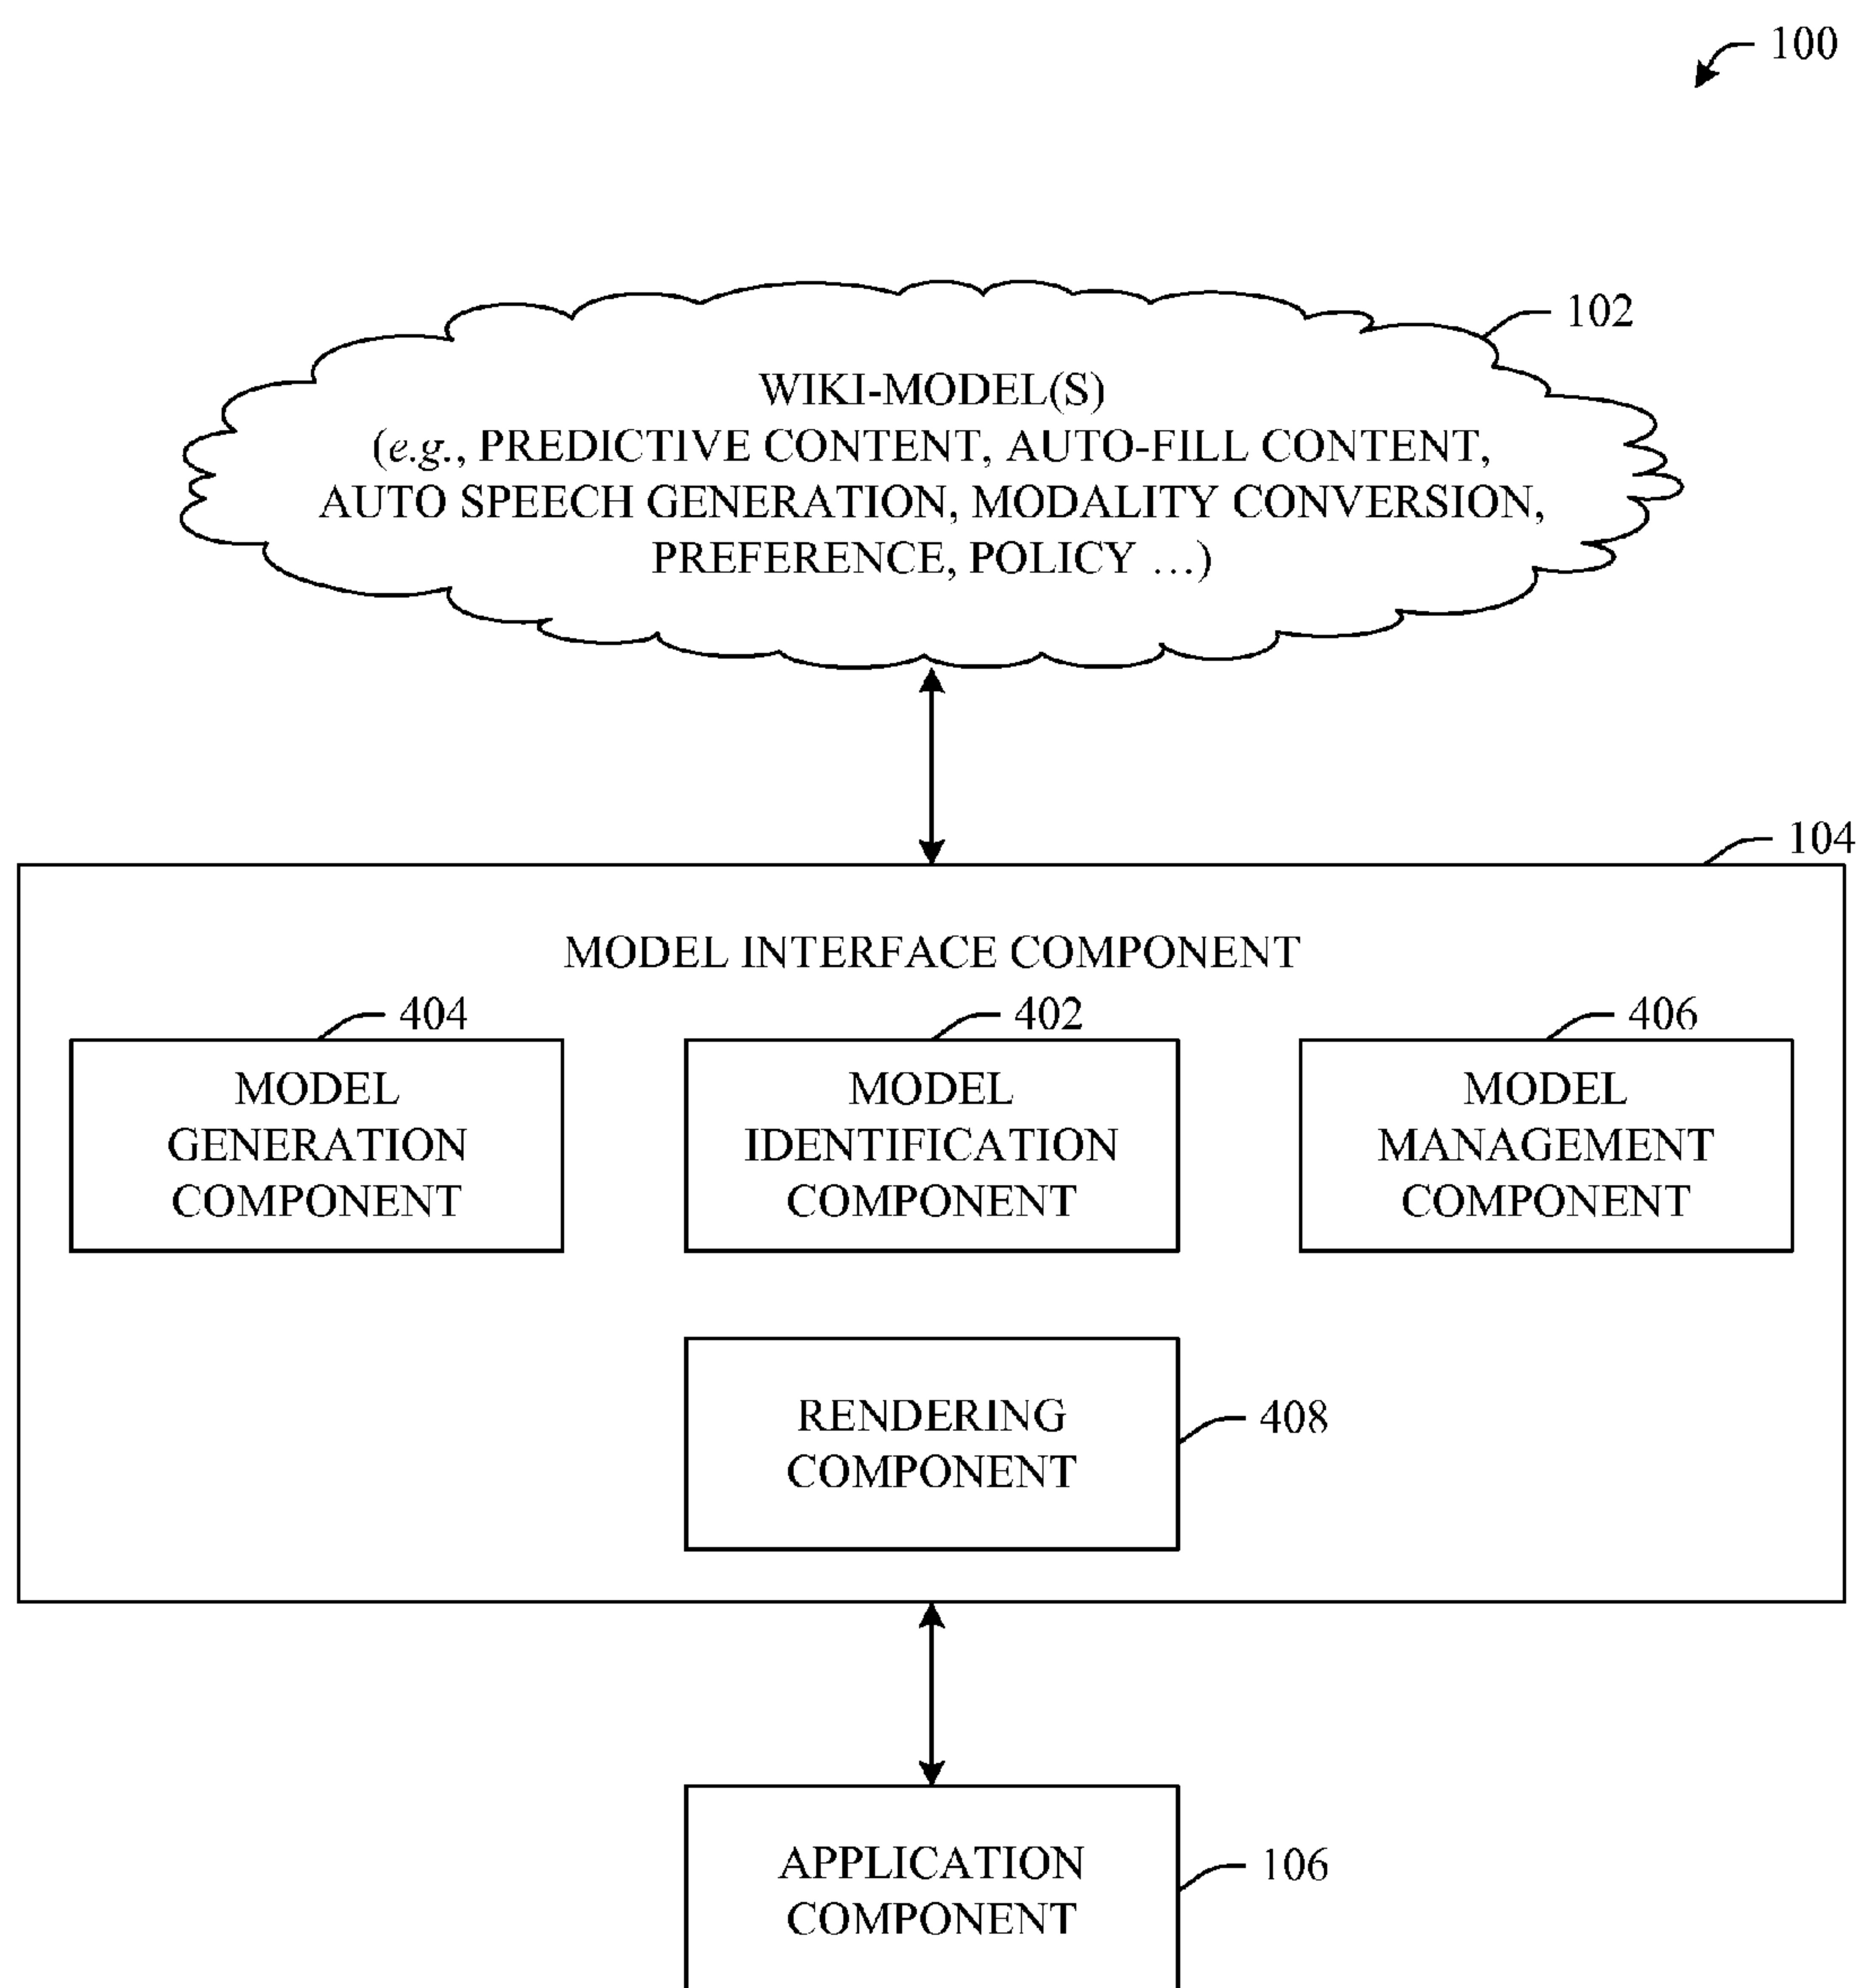 100
102
WIKI-MODEL(S)
(e.g., PREDICTIVE CONTENT, AUTO-FILL CONTENT,
AUTO SPEECH GENERATION, MODALITY CONVERSION,
PREFERENCE, POLICY ...)
104
MODEL INTERFACE COMPONENT
404
MODEL
GENERATION
COMPONENT
402
MODEL
IDENTIFICATION
COMPONENT
406
MODEL
MANAGEMENT
COMPONENT
RENDERING
COMPONENT
408
APPLICATION
COMPONENT
106